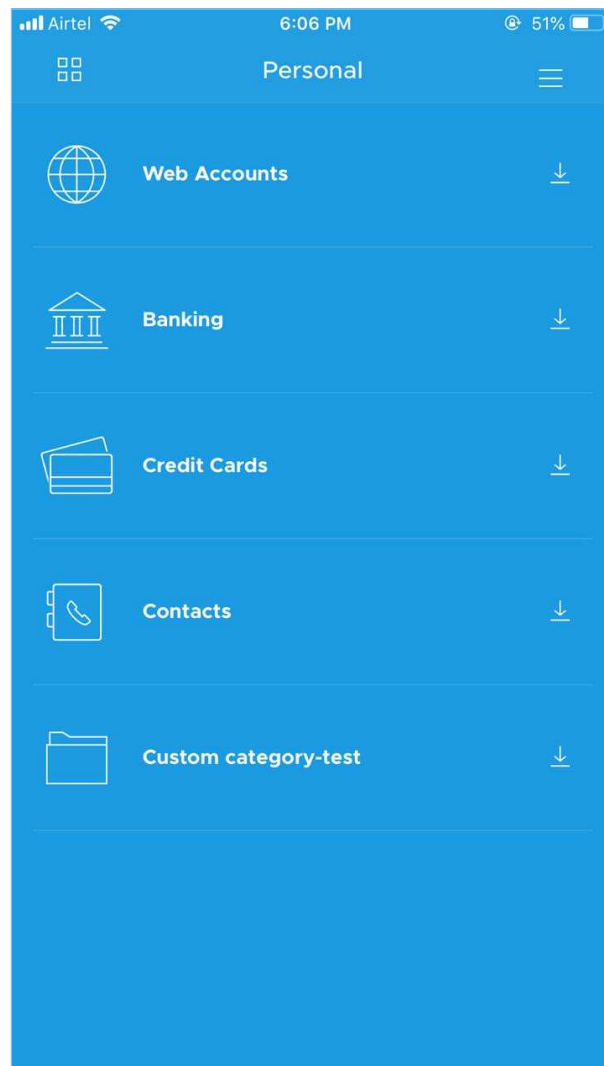 Airtel 6:06 PM 51%
Personal
Web Accounts
Banking
Credit Cards
Contacts
Custom category-test